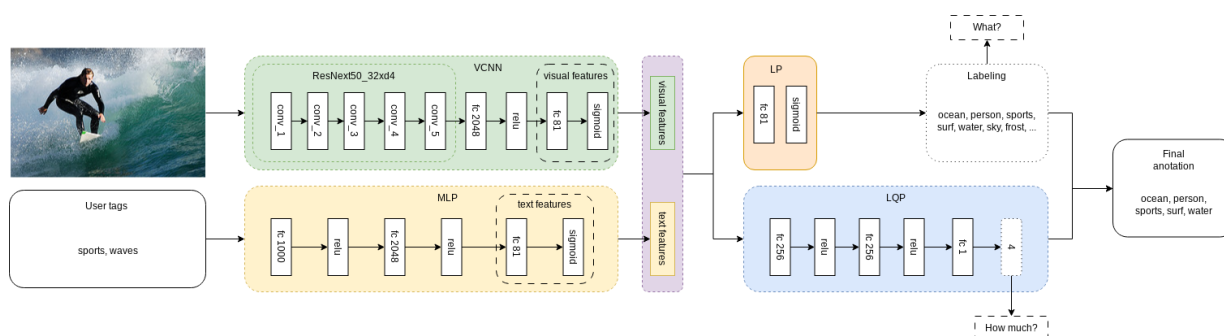 What?
ResNext50_32xd4
VCNN
visual features
conv_1
conv_2
conv_3
conv_4
conv_5
fc 2048
relu
fc 81
sigmoid
visual features
LP
fc 81
sigmoid
Labeling
ocean, person, sports,
surf, water, sky, frost, ...
User tags
sports, waves
MLP
text features
fc 1000
relu
fc 2048
relu
fc 81
sigmoid
text features
LQP
fc 256
relu
fc 256
relu
fc 1
4
How much?
Final
anotation
ocean, person,
sports, surf, water